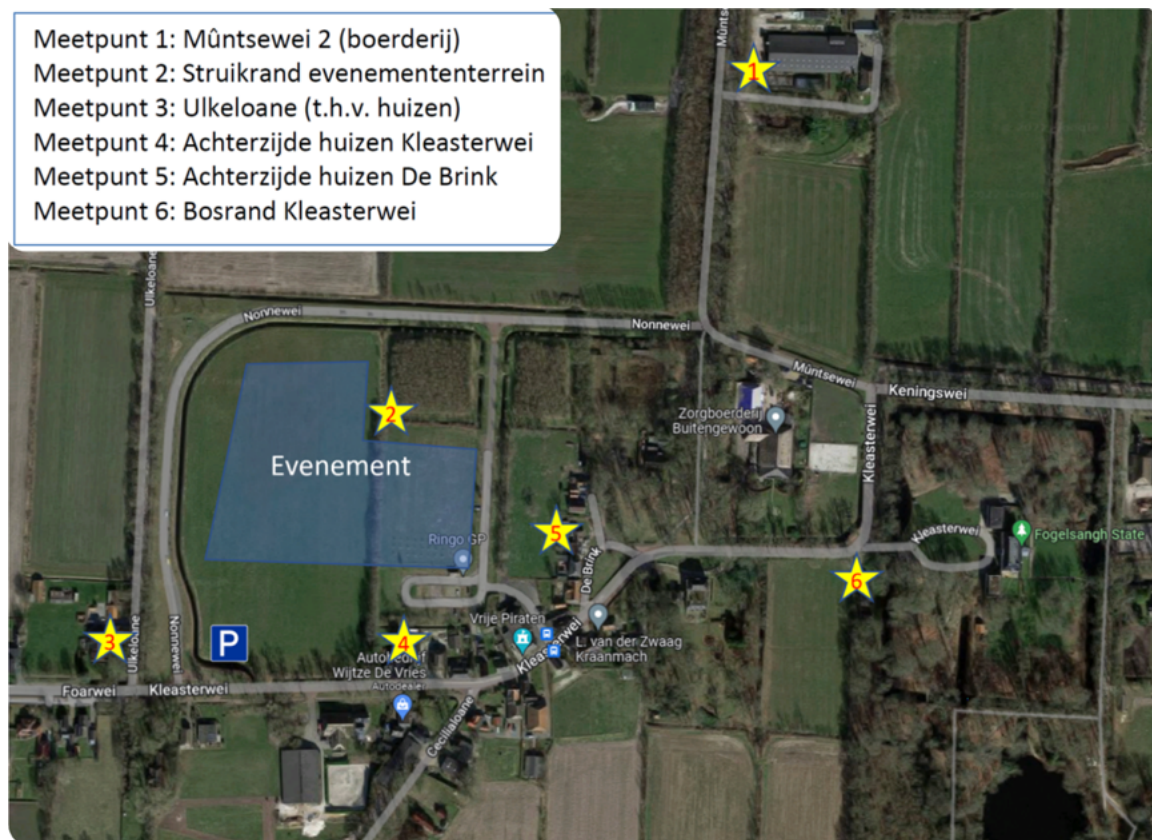 Meetpunt 1: Mûntsewei 2 (boerderij)
Meetpunt 2: Struikrand evenemententerrein
Meetpunt 3: Ulkeloane (t.h.v. huizen)
Meetpunt 4: Achterzijde huizen Kleasterwei
Meetpunt 5: Achterzijde huizen De Brink
Meetpunt 6: Bosrand Kleasterwei
1
Ulkeloane
Nonnewei
Nonnewei
Mûntsewei
Keningswei
2
Zorgboerderij
Buitengewoon
Kleasterwei
Evenement
5
Ringo GP
De Brink
Kleasterwei
Fogelsangh State
6
Vrije Piraten
3
Ulkeloane
Nonnewei
P
4
Kleasterwei
L. van der Zwaag
Kraanmach
Wijtze De Vries
Autodealer
Foarwei
Kleasterwei
Cecilialoane